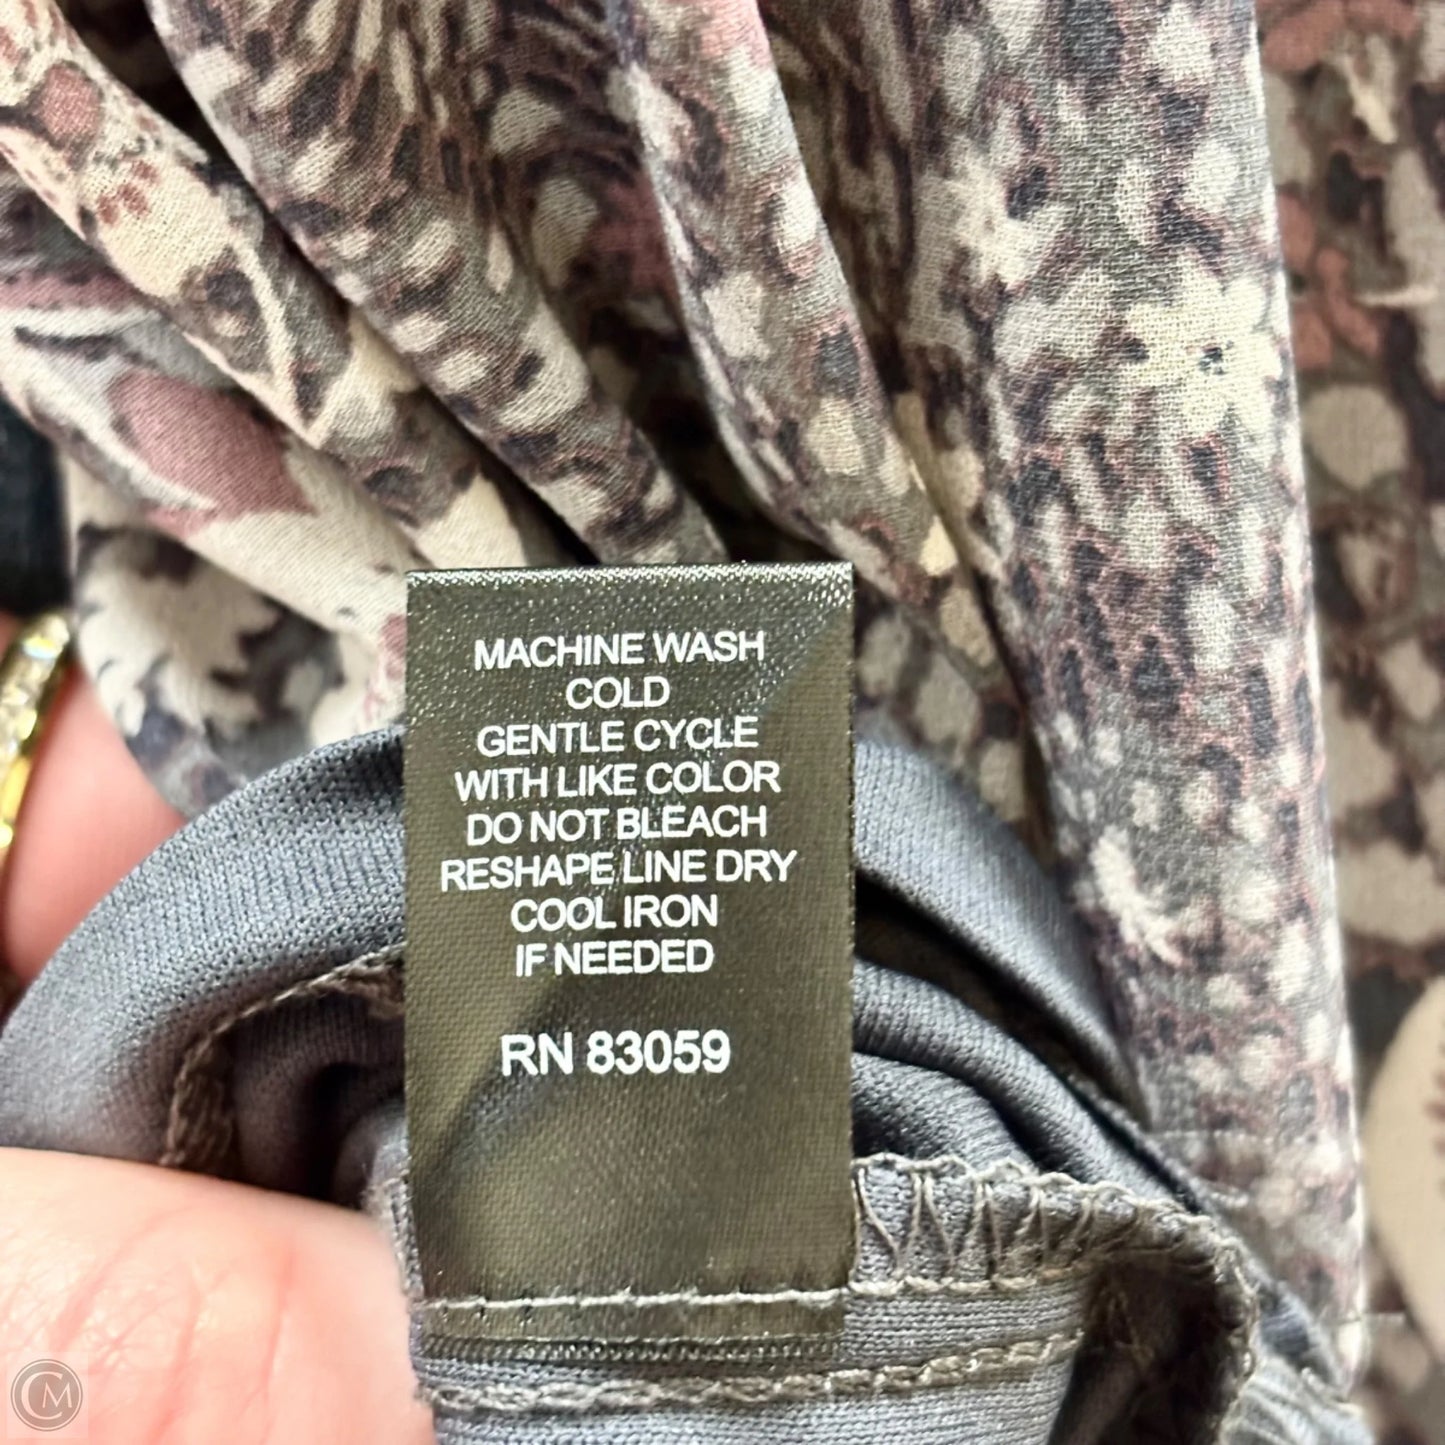 MACHINE WASH
COLD
GENTLE CYCLE
WITH LIKE COLOR
DO NOT BLEACH
RESHAPE LINE DRY
COOL IRON
IF NEEDED
RN 83059
CM